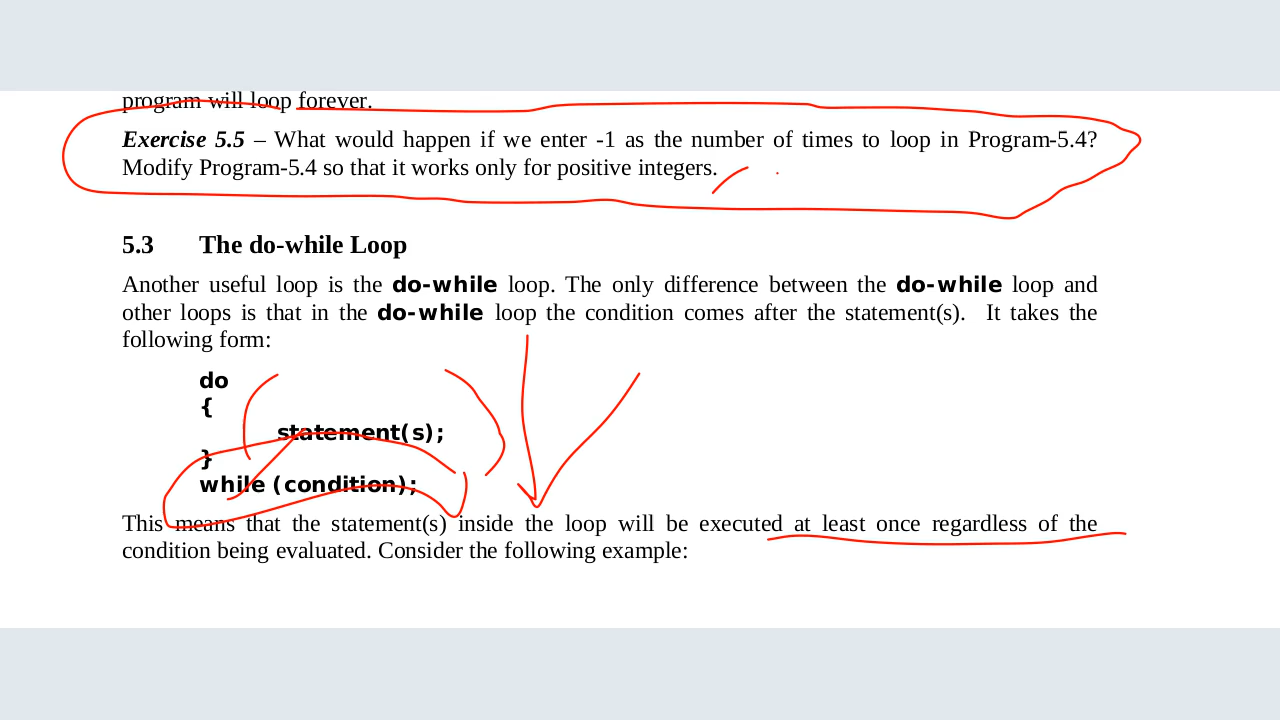 program will loop forever.
Exercise 5.5 – What would happen if we enter -1 as the number of times to loop in Program-5.4?
Modify Program-5.4 so that it works only for positive integers.
5.3 The do-while Loop
Another useful loop is the do-while loop. The only difference between the do-while loop and
other loops is that in the do-while loop the condition comes after the statement(s). It takes the
following form:
do
{
statement(s);
}
while (condition);
This means that the statement(s) inside the loop will be executed at least once regardless of the
condition being evaluated. Consider the following example: